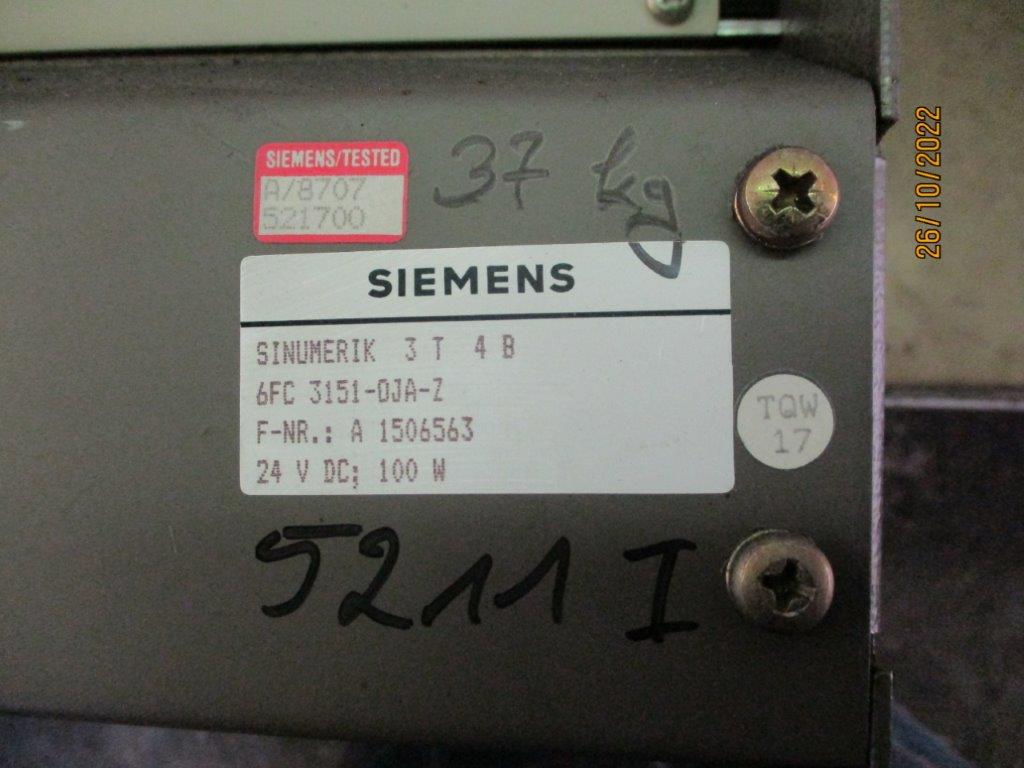 SIEMENS/TESTED
A/8707
521700
37 kg
SIEMENS
SINUMERIK 3 T 4 B
6FC 3151-0JA-Z
F-NR.: A 1506563
24 V DC; 100 W
TQW
17
5211 I
26/10/2022